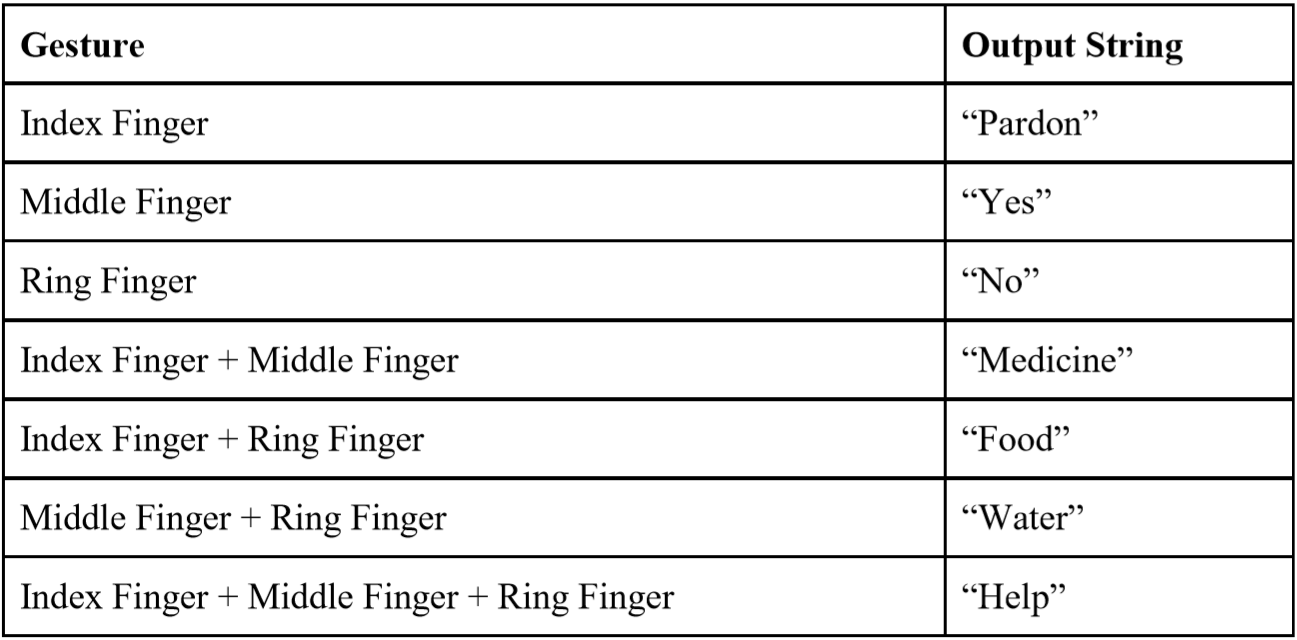 Gesture Output String
Index Finger “Pardon”
Middle Finger “Yes”
Ring Finger “No”
Index Finger + Middle Finger “Medicine”
Index Finger + Ring Finger “Food”
Middle Finger + Ring Finger “Water”
Index Finger + Middle Finger + Ring Finger “Help”